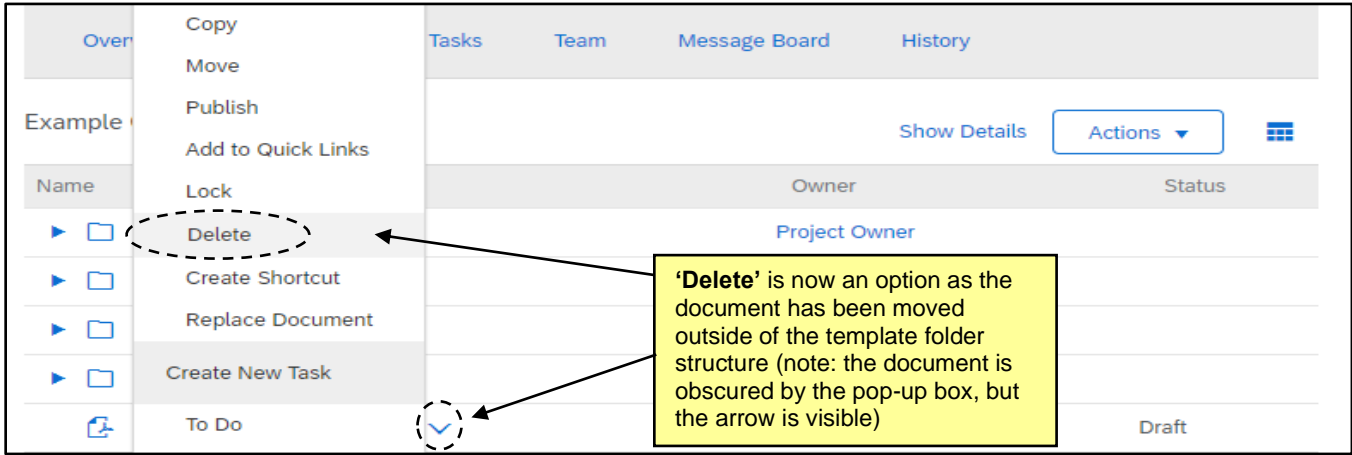 Copy
Tasks Team Message Board History
Move
Publish
Example
Show Details Actions
Add to Quick Links
Name Lock Owner Status
Delete Project Owner
Create Shortcut
Replace Document
Create New Task
To Do Draft
‘Delete’ is now an option as the
document has been moved
outside of the template folder
structure (note: the document is
obscured by the pop-up box, but
the arrow is visible)